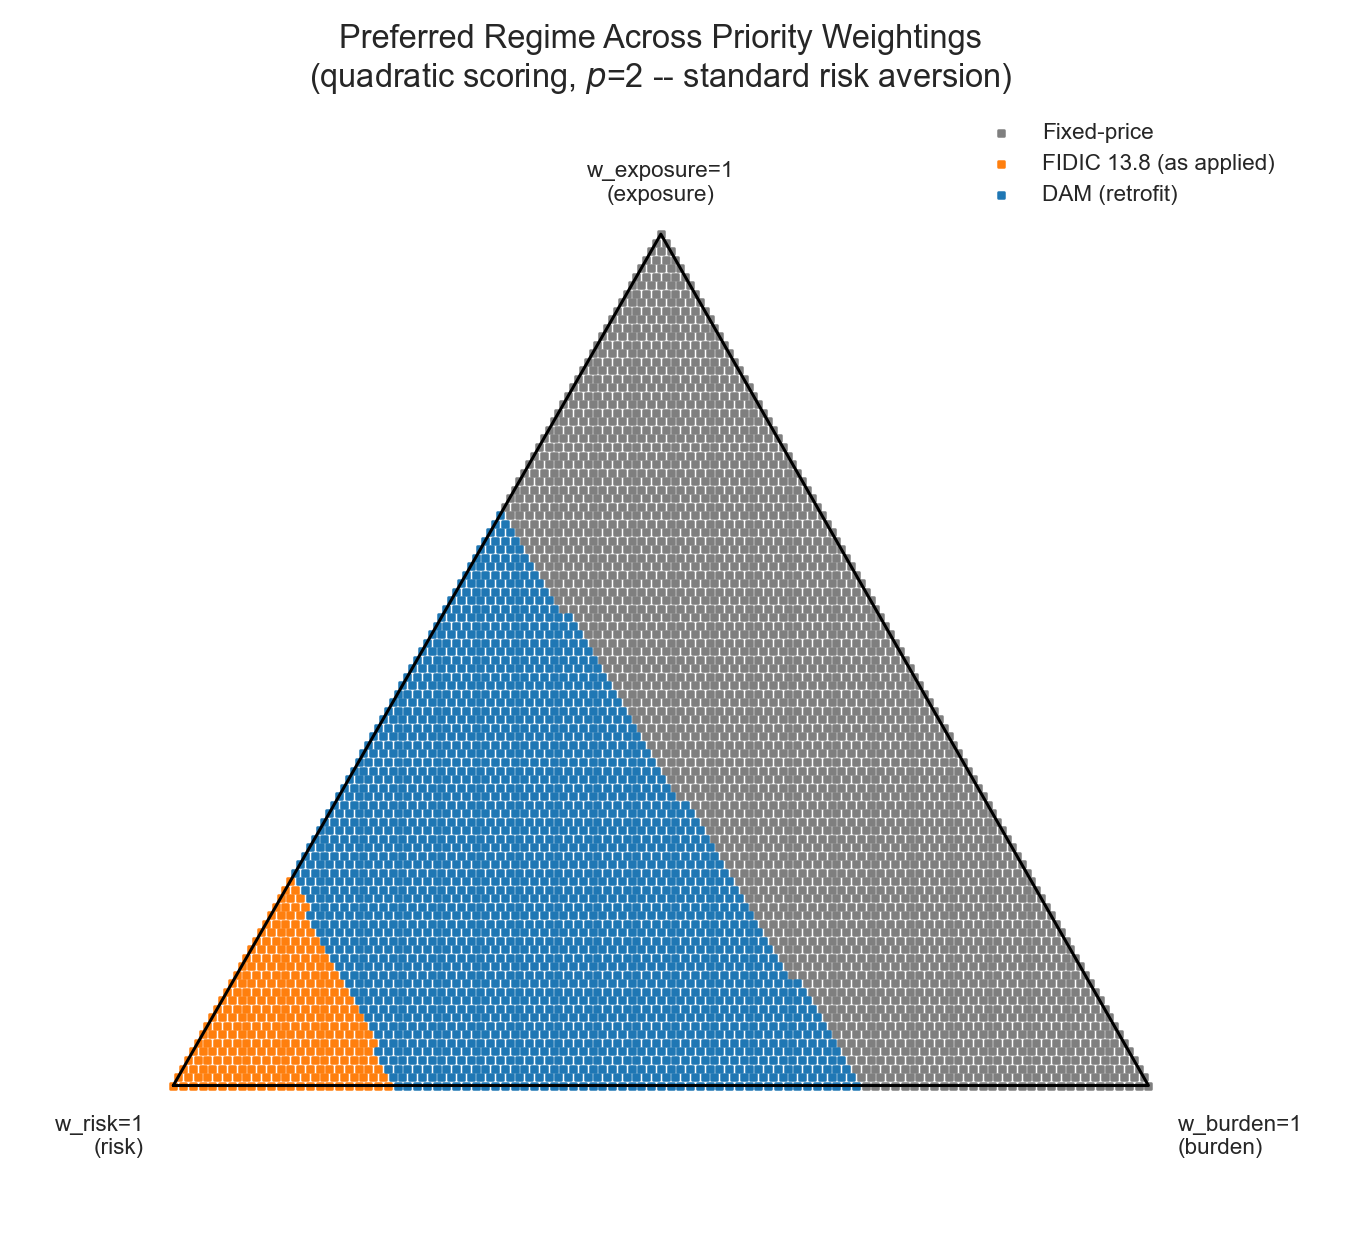 Preferred Regime Across Priority Weightings
(quadratic scoring, p=2 -- standard risk aversion)
Fixed-price
FIDIC 13.8 (as applied)
DAM (retrofit)
w_exposure=1
(exposure)
w_risk=1
(risk)
w_burden=1
(burden)